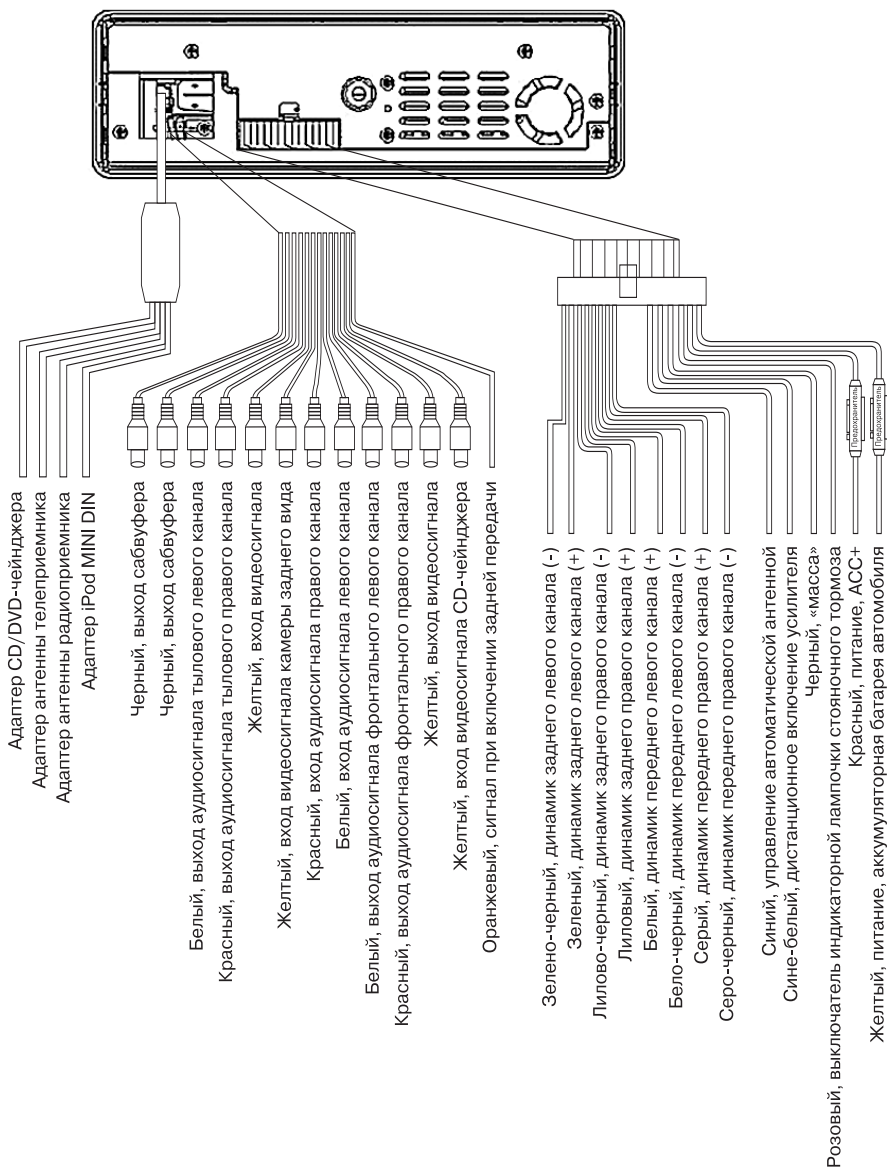 Адаптер CD/DVD-чейнджера
Адаптер антенны телеприемника
Адаптер антенны радиоприемника
Адаптер iPod MINI DIN
Черный, выход сабвуфера
Черный, выход сабвуфера
Белый, выход аудиосигнала тылового левого канала
Красный, выход аудиосигнала тылового правого канала
Желтый, вход видеосигнала
Желтый, вход видеосигнала камеры заднего вида
Красный, вход аудиосигнала правого канала
Белый, вход аудиосигнала левого канала
Белый, выход аудиосигнала фронтального левого канала
Красный, выход аудиосигнала фронтального правого канала
Желтый, выход видеосигнала
Желтый, вход видеосигнала CD-чейнджера
Оранжевый, сигнал при включении задней передачи
Зелено-черный, динамик заднего левого канала (-)
Зеленый, динамик заднего левого канала (+)
Лилово-черный, динамик заднего правого канала (-)
Лиловый, динамик заднего правого канала (+)
Белый, динамик переднего левого канала (+)
Бело-черный, динамик переднего левого канала (-)
Серый, динамик переднего правого канала (+)
Серо-черный, динамик переднего правого канала (-)
Синий, управление автоматической антенной
Сине-белый, дистанционное включение усилителя
Черный, «масса»
Розовый, выключатель индикаторной лампочки стояночного тормоза
Красный, питание, ACC+
Желтый, питание, аккумуляторная батарея автомобиля
Предохранитель
Предохранитель